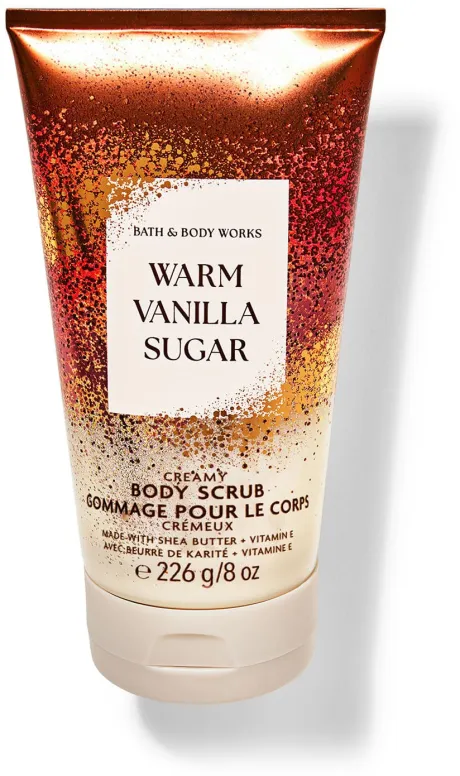 BATH & BODY WORKS
WARM
VANILLA
SUGAR
CREAMY
BODY SCRUB
GOMMAGE POUR LE CORPS
CRÉMEUX
MADE WITH SHEA BUTTER + VITAMIN E
AVEC BEURRE DE KARITÉ + VITAMINE E
℮ 226 g/8 oz